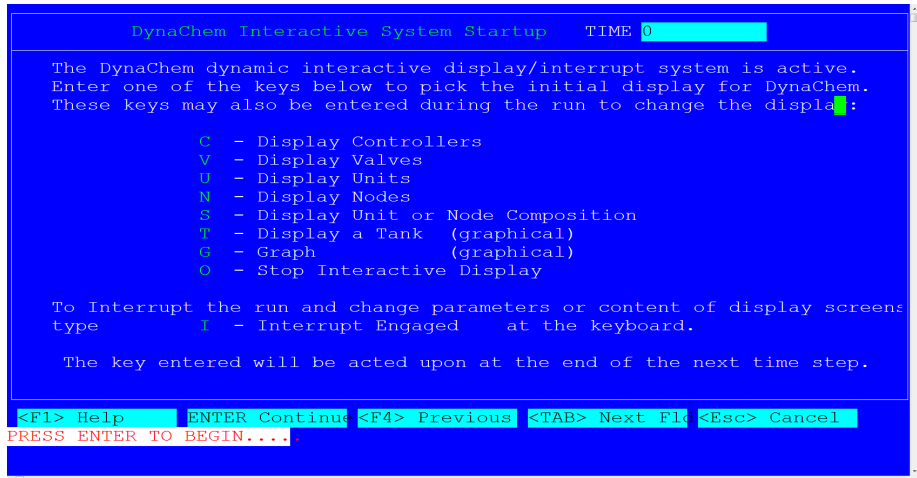 DynaChem Interactive System Startup TIME 0
The DynaChem dynamic interactive display/interrupt system is active.
Enter one of the keys below to pick the initial display for DynaChem.
These keys may also be entered during the run to change the display:
C - Display Controllers
V - Display Valves
U - Display Units
N - Display Nodes
S - Display Unit or Node Composition
T - Display a Tank (graphical)
G - Graph (graphical)
O - Stop Interactive Display
To Interrupt the run and change parameters or content of display screens
type I - Interrupt Engaged at the keyboard.
The key entered will be acted upon at the end of the next time step.
<F1> Help ENTER Continue <F4> Previous <TAB> Next Fld <Esc> Cancel
PRESS ENTER TO BEGIN.....